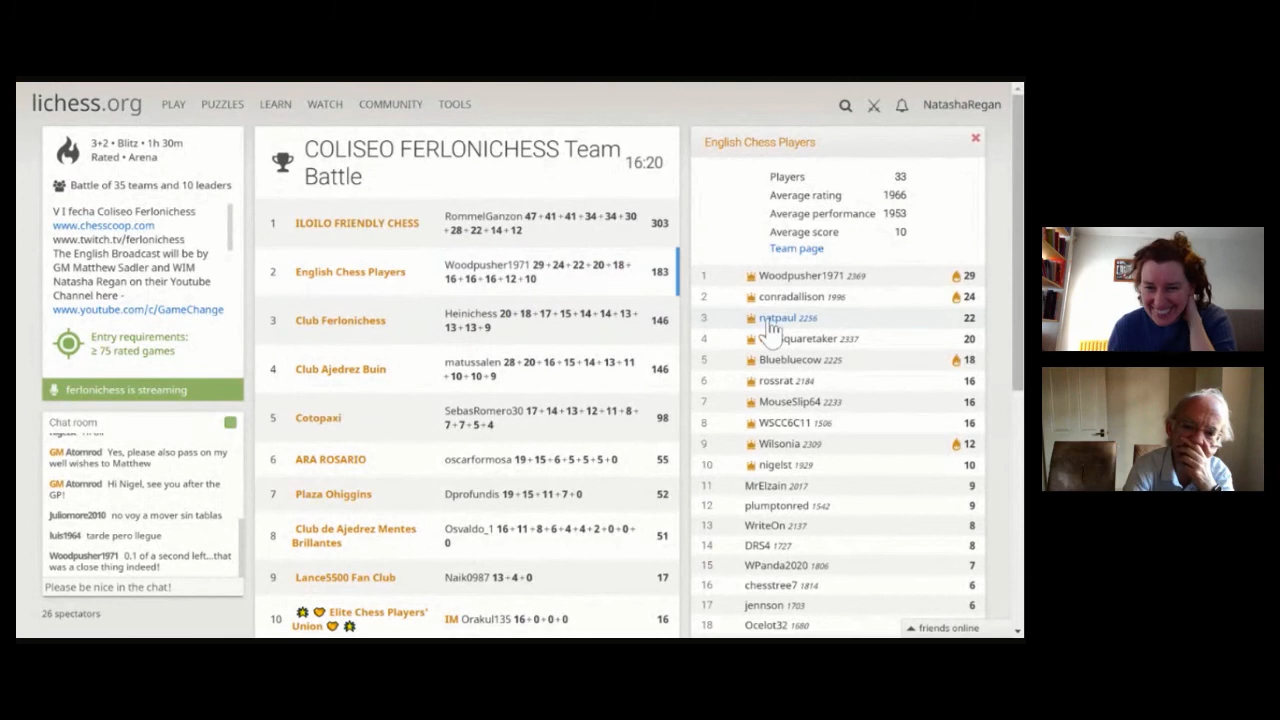 lichess.org PLAY PUZZLES LEARN WATCH COMMUNITY TOOLS NatashaRegan
3+2 • Blitz • 1h 30m
Rated • Arena
Battle of 35 teams and 10 leaders
V I fecha Coliseo Ferlonichess
www.chesscoop.com
www.twitch.tv/ferlonichess
The English Broadcast will be by
GM Matthew Sadler and WIM
Natasha Regan on their Youtube
Channel here -
www.youtube.com/c/GameChange
Entry requirements:
≥ 75 rated games
ferlonichess is streaming
Chat room
GM Atomrod Yes, please also pass on my
well wishes to Matthew
GM Atomrod Hi Nigel, see you after the
GP!
Juliomore2010 no voy a mover sin tablas
luis1964 tarde pero llegue
Woodpusher1971 0.1 of a second left...that
was a close thing indeed!
Please be nice in the chat!
26 spectators
COLISEO FERLONICHESS Team
Battle
16:20
1 ILOILO FRIENDLY CHESS RommelGanzon 47+41+41+34+34+30
+28+22+14+12 303
2 English Chess Players Woodpusher1971 29+24+22+20+18+
16+16+16+12+10 183
3 Club Ferlonichess Heinichess 20+18+17+15+14+14+13+
13+13+9 146
4 Club Ajedrez Buin matussalen 28+20+16+15+14+13+11
+10+10+9 146
5 Cotopaxi SebasRomero30 17+14+13+12+11+8+
7+7+5+4 98
6 ARA ROSARIO oscarformosa 19+15+6+5+5+5+0 55
7 Plaza Ohiggins Dprofundis 19+15+11+7+0 52
8 Club de Ajedrez Mentes
Brillantes Osvaldo_1 16+11+8+6+4+4+2+0+0+
0 51
9 Lance5500 Fan Club Naik0987 13+4+0 17
10 Elite Chess Players'
Union IM Orakul135 16+0+0+0 16
English Chess Players
Players 33
Average rating 1966
Average performance 1953
Average score 10
Team page
1 Woodpusher1971 2369 29
2 conradallison 1996 24
3 natpaul 2256 22
4 squaretaker 2337 20
5 Bluebluecow 2225 18
6 rossrat 2184 16
7 MouseSlip64 2233 16
8 WSCC6C11 1506 16
9 Wilsonia 2309 12
10 nigelst 1929 10
11 MrElzain 2017 9
12 plumptonred 1542 9
13 WriteOn 2137 8
14 DRS4 1727 8
15 WPanda2020 1806 7
16 chesstree7 1814 6
17 jennson 1703 6
18 Ocelot32 1680
friends online